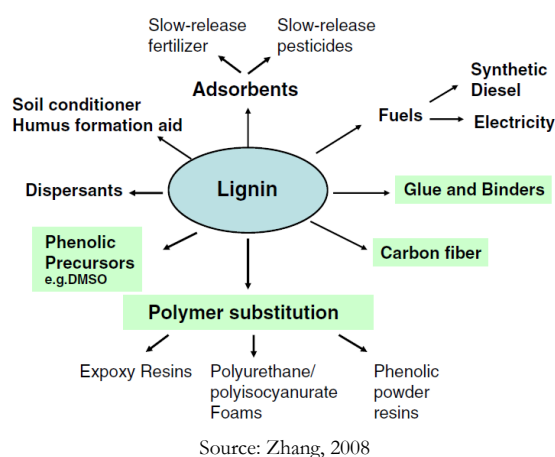 Slow-release
fertilizer
Slow-release
pesticides
Adsorbents
Synthetic
Diesel
Fuels
Electricity
Soil conditioner
Humus formation aid
Dispersants
Lignin
Glue and Binders
Phenolic
Precursors
e.g.DMSO
Carbon fiber
Polymer substitution
Expoxy Resins
Polyurethane/
polyisocyanurate
Foams
Phenolic
powder
resins
Source: Zhang, 2008